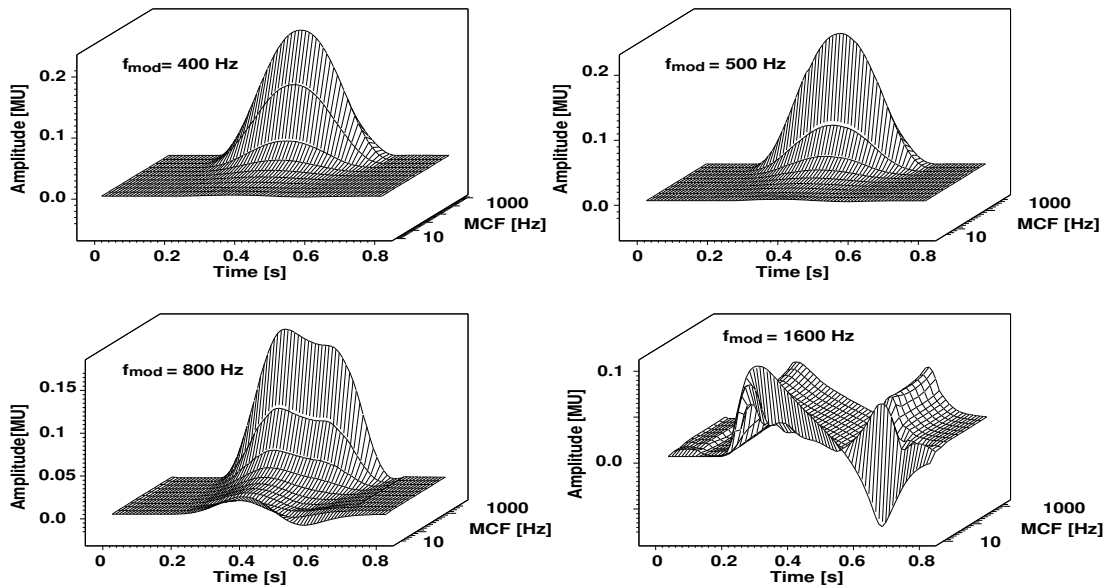 f_mod = 400 Hz
Amplitude [MU]
0.2
0.1
0.0
0 0.2 0.4 0.6 0.8
Time [s]
10
1000
MCF [Hz]
f_mod = 500 Hz
Amplitude [MU]
0.2
0.1
0.0
0 0.2 0.4 0.6 0.8
Time [s]
10
1000
MCF [Hz]
f_mod = 800 Hz
Amplitude[MU]
0.15
0.1
0.05
0.0
0 0.2 0.4 0.6 0.8
Time [s]
10
1000
MCF [Hz]
f_mod = 1600 Hz
Amplitude [MU]
0.1
0.0
0 0.2 0.4 0.6 0.8
Time [s]
10
1000
MCF [Hz]